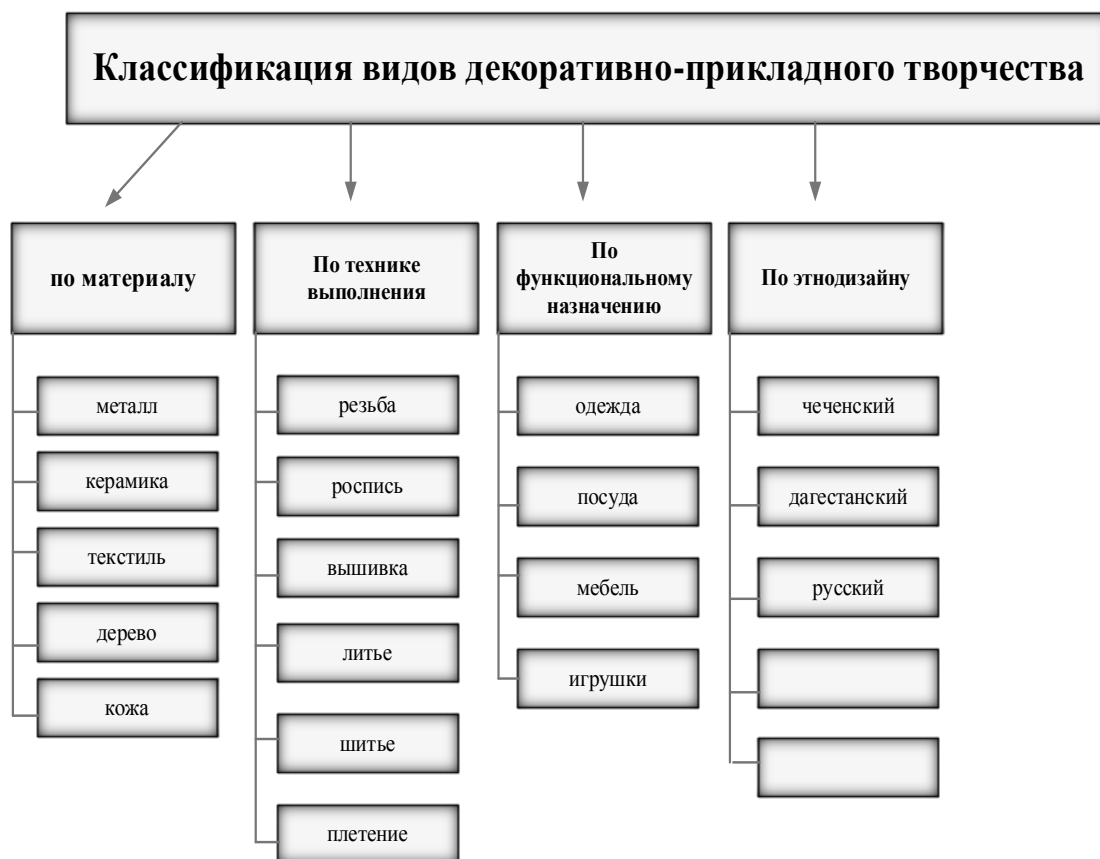 Классификация видов декоративно-прикладного творчества
по материалу
металл
керамика
текстиль
дерево
кожа
По технике
выполнения
резьба
роспись
вышивка
литье
шитье
плетение
По
функциональному
назначению
одежда
посуда
мебель
игрушки
По этнодизайну
чеченский
дагестанский
русский